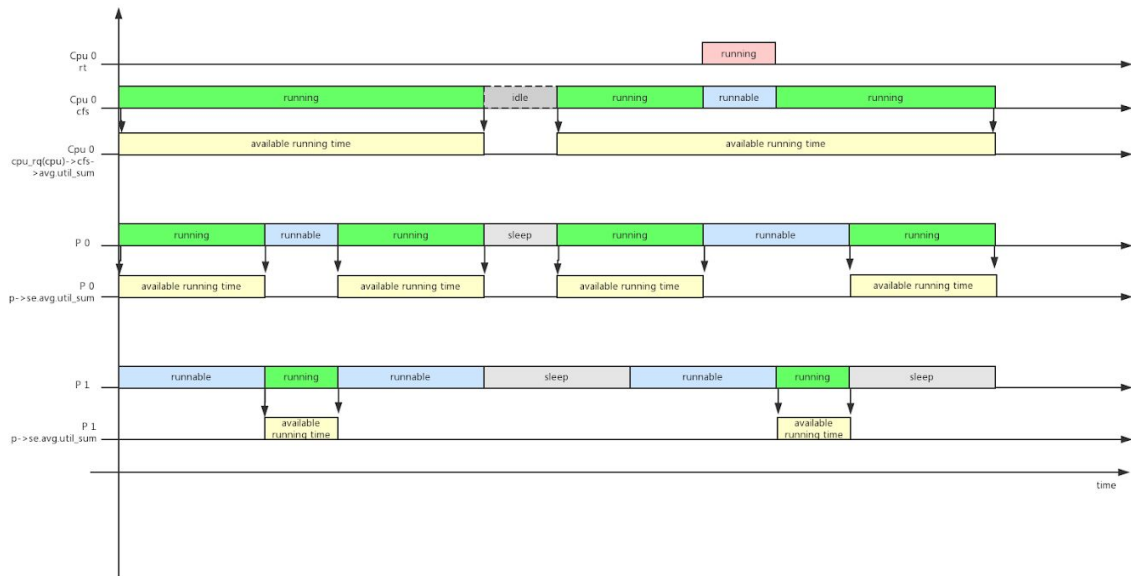 Cpu 0
rt
running
Cpu 0
cfs
running
idle
running
runnable
running
Cpu 0
cpu_rq(cpu)->cfs-
>avg.util_sum
available running time
available running time
P 0
running
runnable
running
sleep
running
runnable
running
P 0
p->se.avg.util_sum
available running time
available running time
available running time
available running time
P 1
runnable
running
runnable
sleep
runnable
running
sleep
P 1
p->se.avg.util_sum
available
running time
available
running time
time